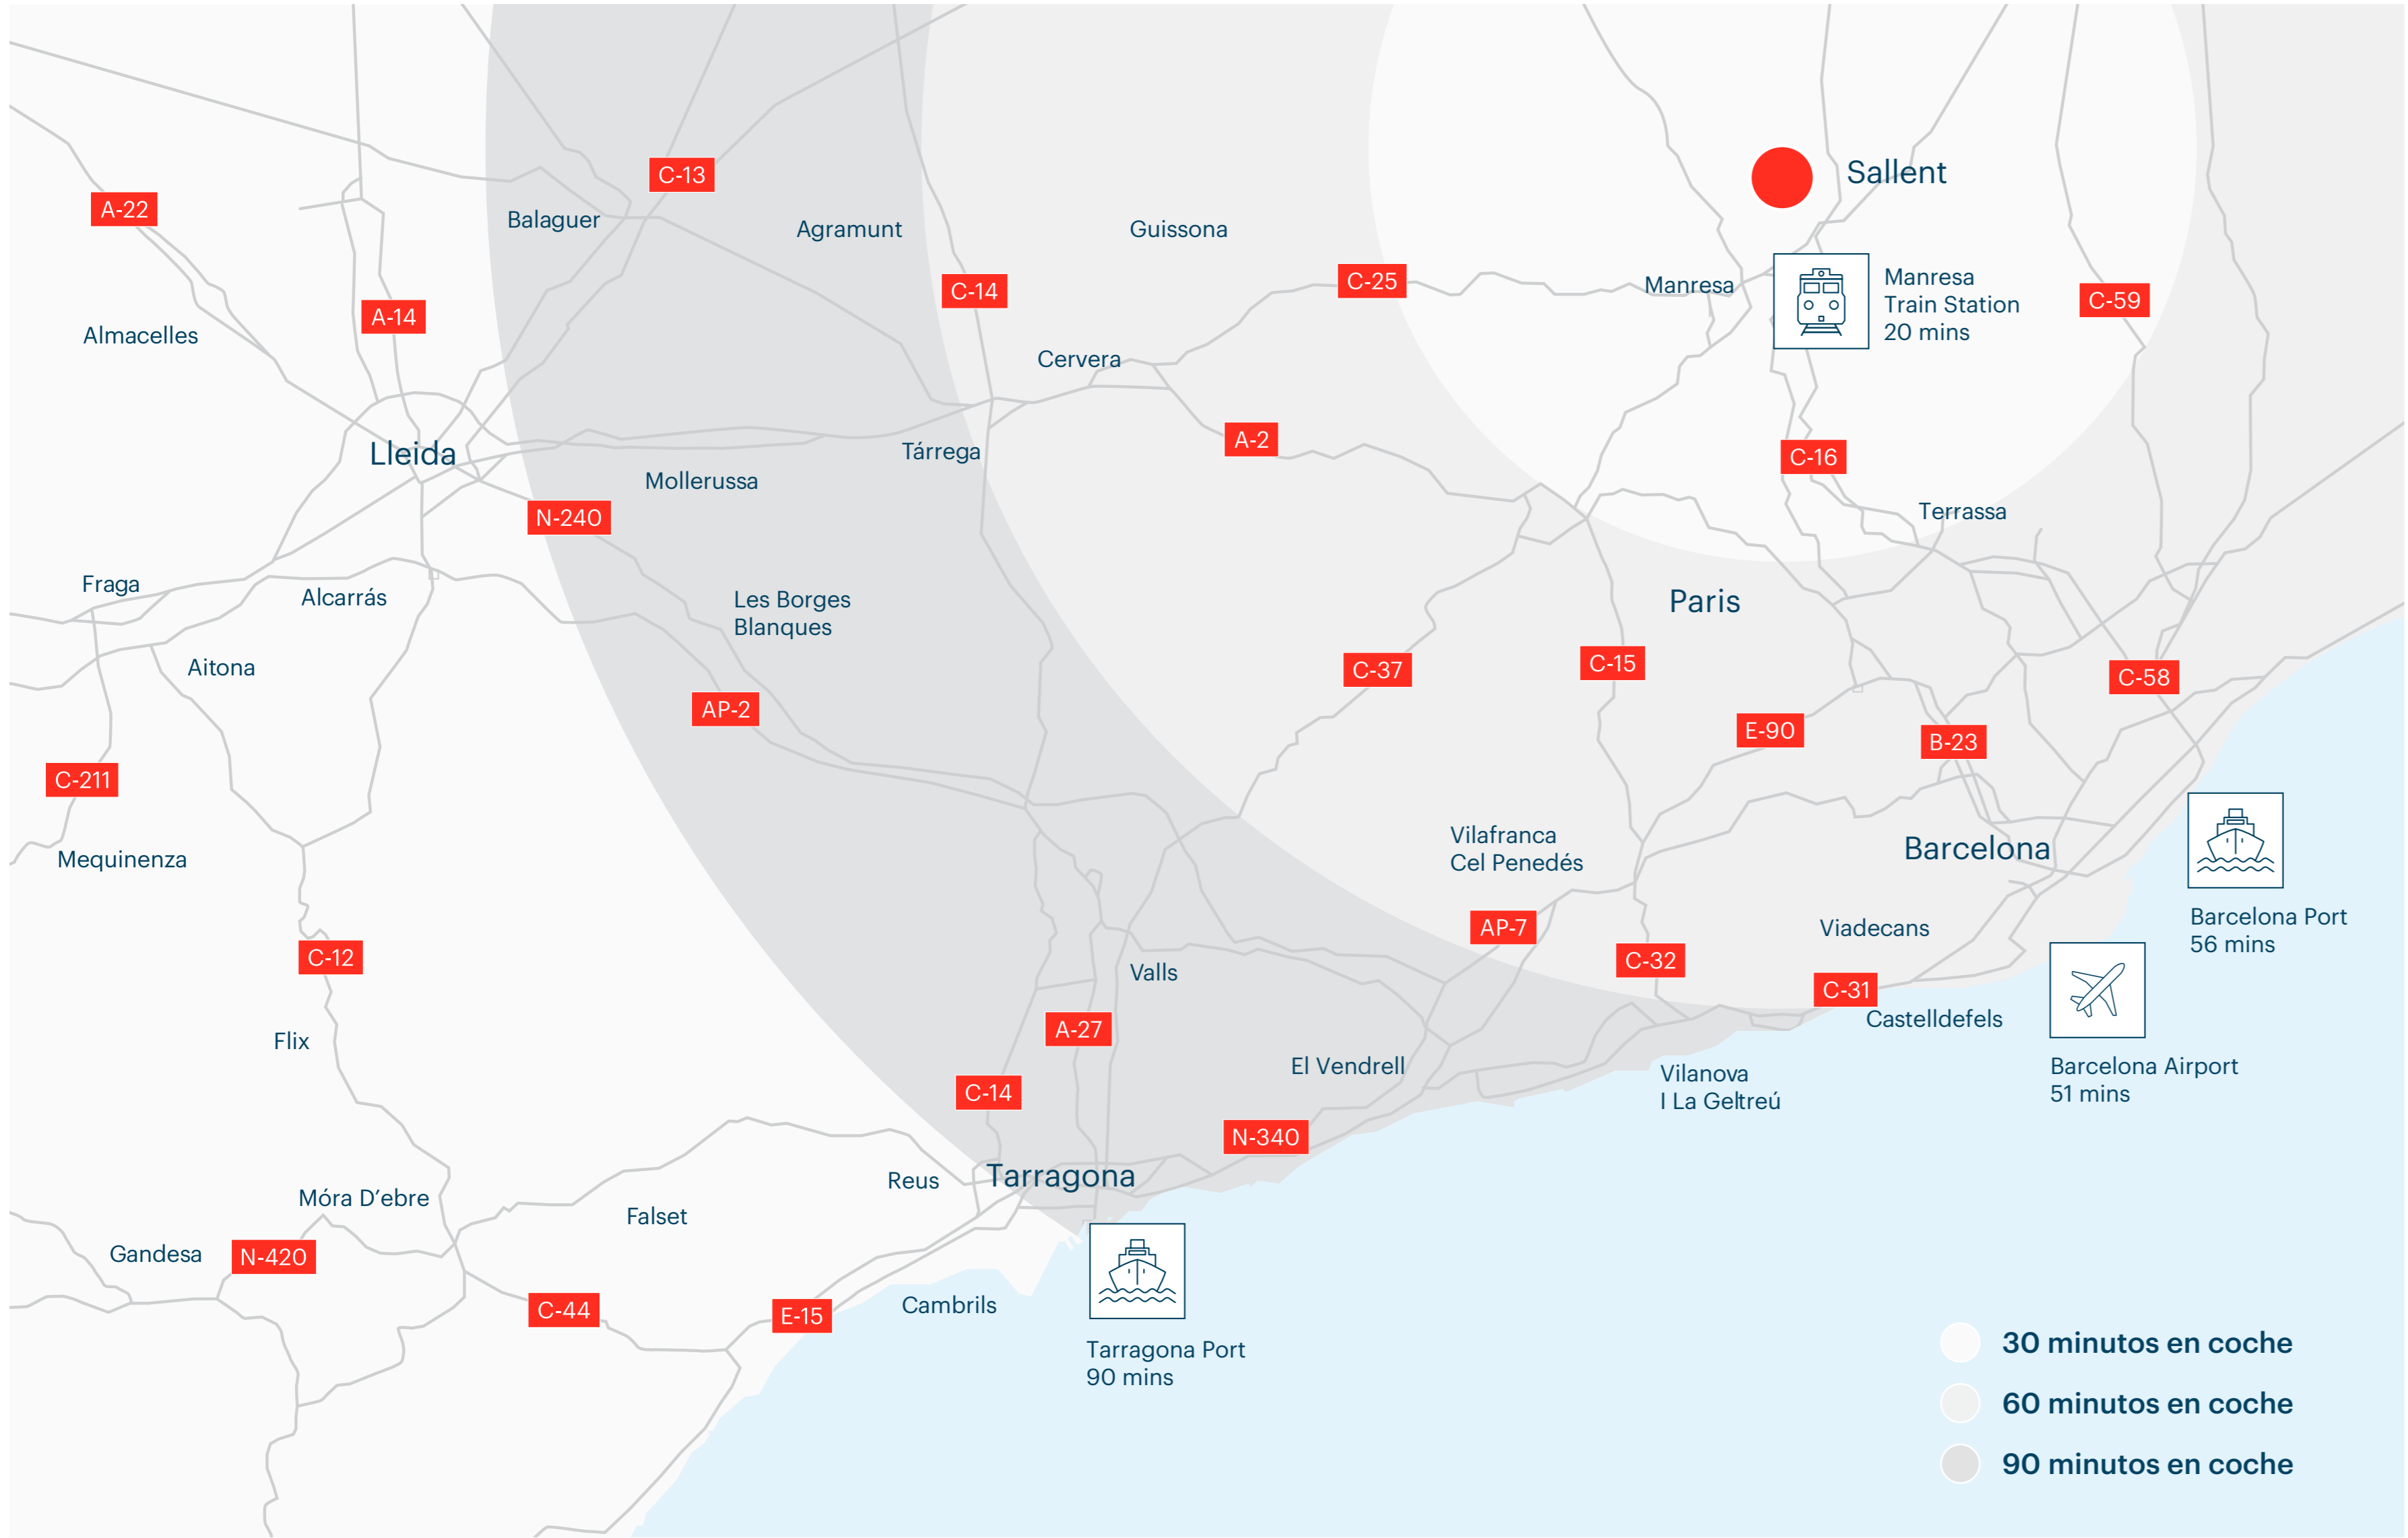 C-13
Sallent
A-22
Balaguer
Agramunt
Guissona
C-25
Manresa
Manresa
Train Station
20 mins
C-59
C-14
A-14
Almacelles
Cervera
A-2
Lleida
Tárrega
C-16
Mollerussa
N-240
Terrassa
Fraga
Alcarrás
Les Borges
Blanques
Paris
Aitona
C-37
C-15
C-58
AP-2
E-90
B-23
C-211
Vilafranca
Cel Penedés
Barcelona
Mequinenza
Barcelona Port
56 mins
AP-7
Viadecans
C-12
C-32
Valls
C-31
Castelldefels
A-27
Flix
El Vendrell
Barcelona Airport
51 mins
Vilanova
I La Geltreú
C-14
N-340
Tarragona
Reus
Móra D’ebre
Falset
Gandesa
N-420
C-44
E-15
Cambrils
Tarragona Port
90 mins
30 minutos en coche
60 minutos en coche
90 minutos en coche